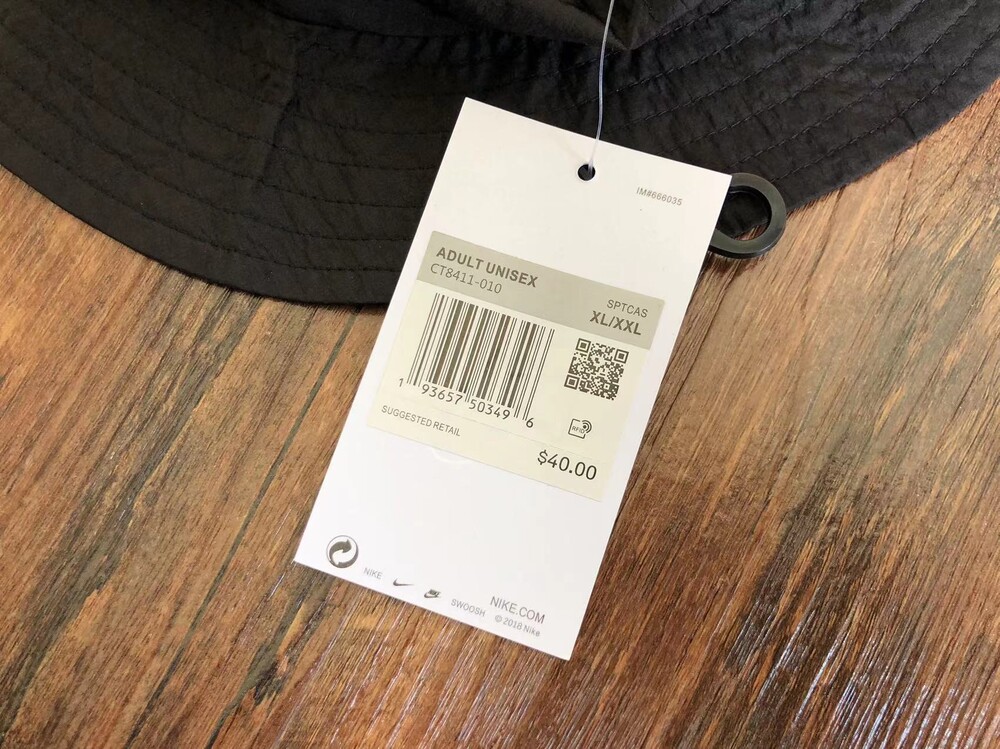 IM#666035
ADULT UNISEX
CT8411-010
SPTCAS
XL/XXL
1 93657 50349 6
RFID
SUGGESTED RETAIL
$40.00
NIKE
SWOOSH
NIKE.COM
© 2018 Nike